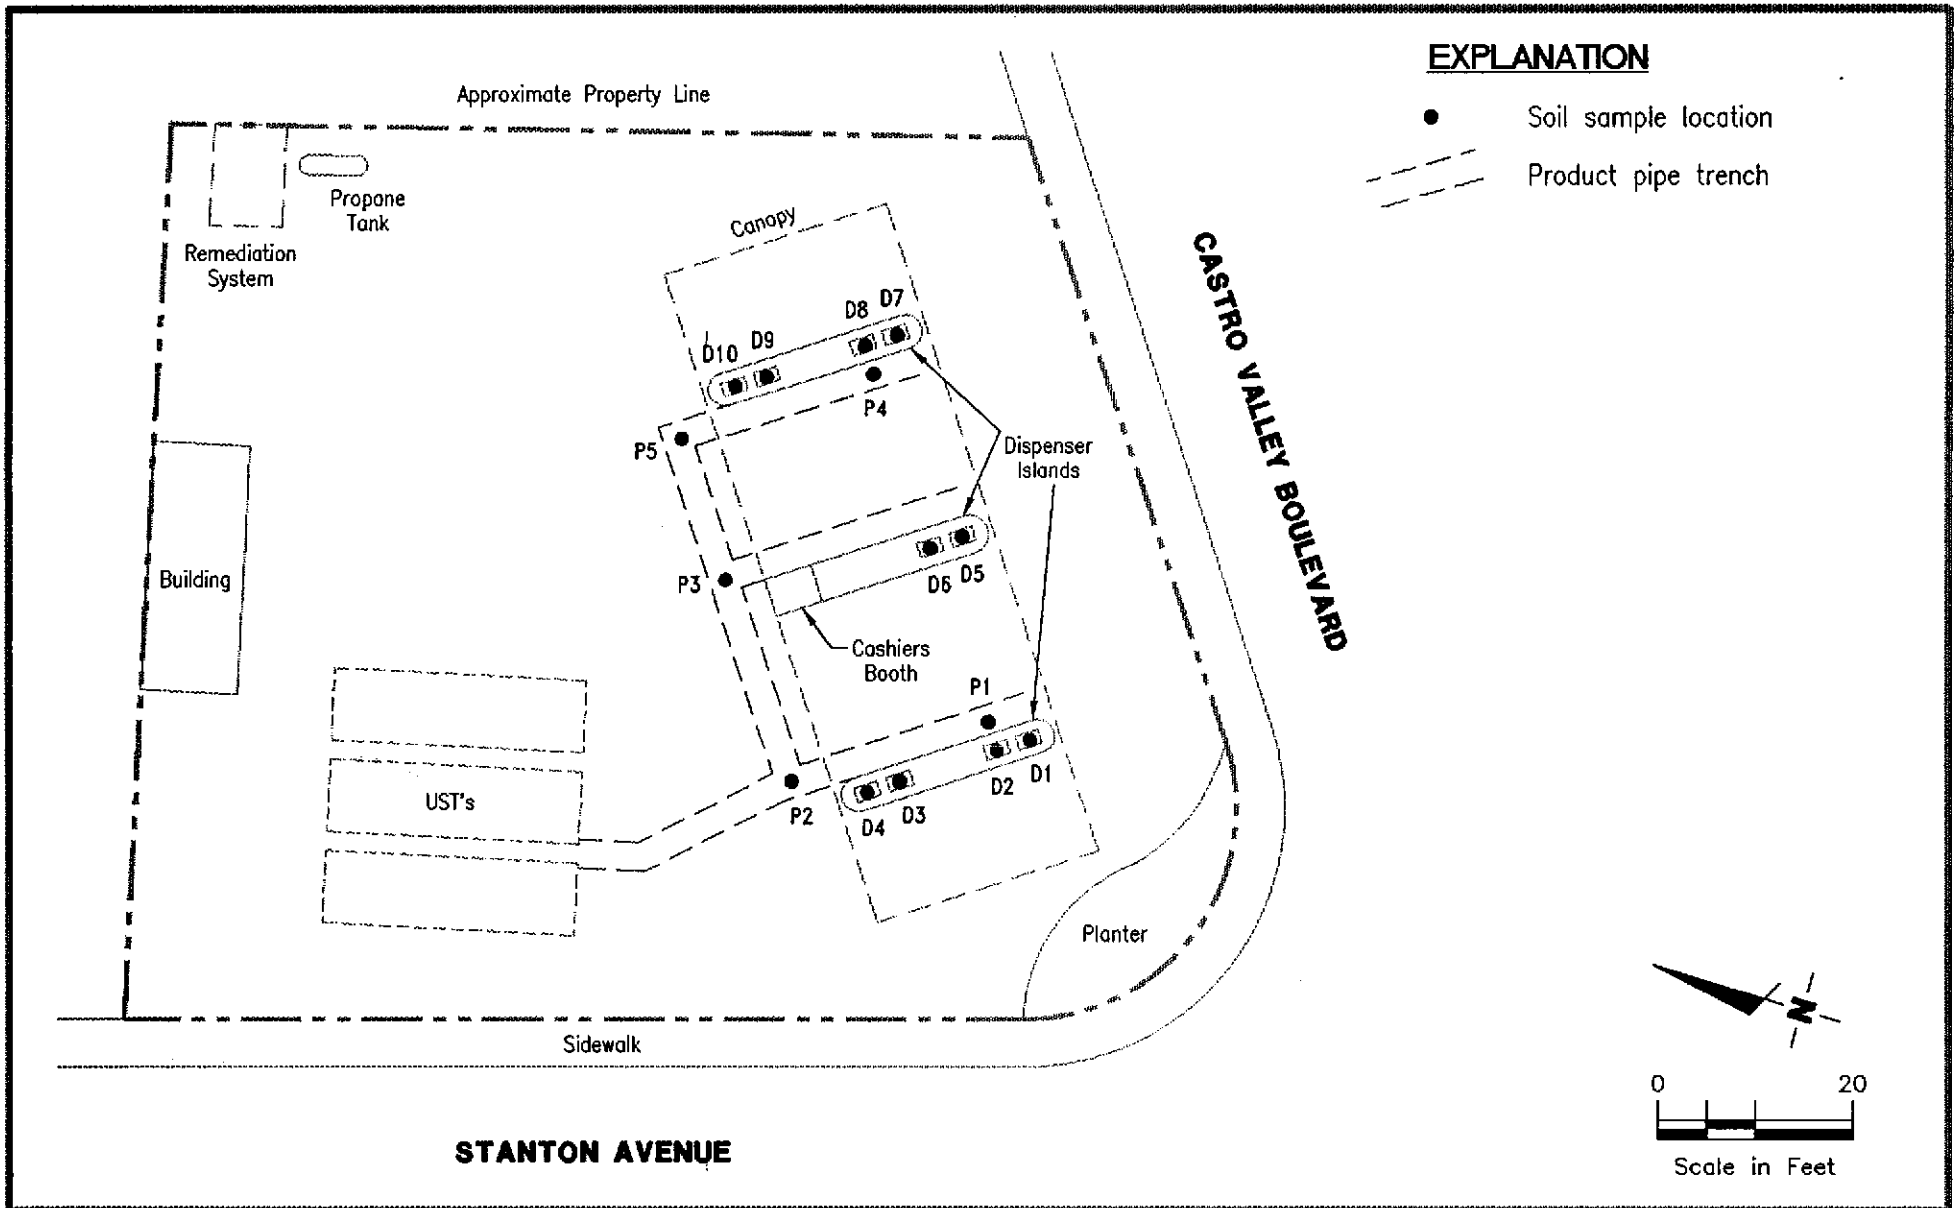 EXPLANATION
Soil sample location
Product pipe trench
Approximate Property Line
Propane
Tank
Remediation
System
Canopy
D8
D7
D10
D9
P4
P5
Dispenser
Islands
CASTRO VALLEY BOULEVARD
Building
P3
D6
D5
Cashiers
Booth
P1
UST's
P2
D4
D3
D2
D1
Planter
N
Sidewalk
0
20
Scale in Feet
STANTON AVENUE